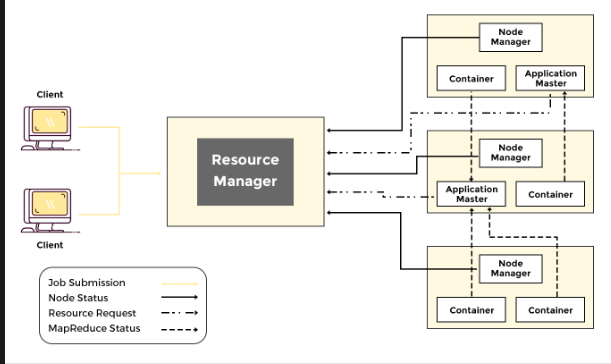 Client
Client
Resource
Manager
Node
Manager
Container
Application
Master
Node
Manager
Application
Master
Container
Node
Manager
Container
Container
Job Submission
Node Status
Resource Request
MapReduce Status